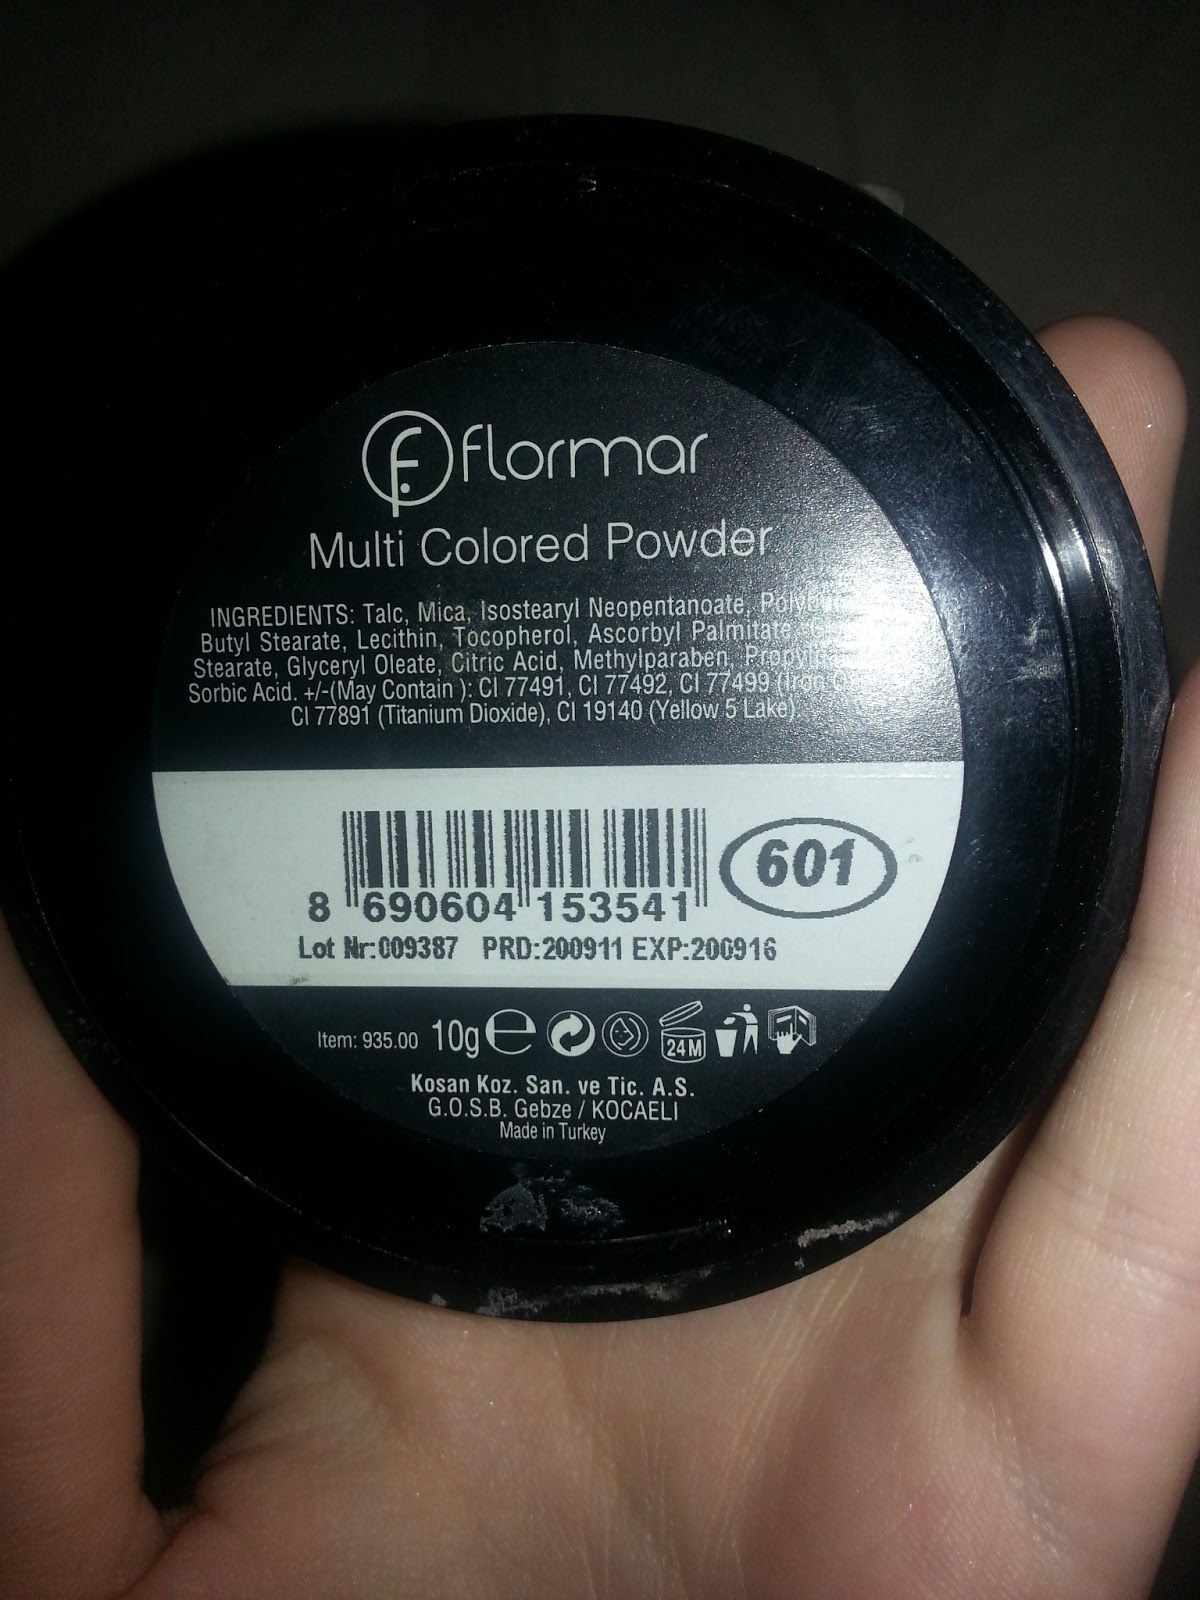 flormar
Multi Colored Powder
INGREDIENTS: Talc, Mica, Isostearyl Neopentanoate,
Butyl Stearate, Lecithin, Tocopherol, Ascorbyl Palmitate,
Stearate, Glyceryl Oleate, Citric Acid, Methylparaben,
Sorbic Acid. +/-(May Contain ): CI 77491, CI 77492, CI 77499 (Iron
CI 77891 (Titanium Dioxide), CI 19140 (Yellow 5 Lake)
601
8 690604 153541
Lot Nr:009387 PRD:200911 EXP:200916
Item: 935.00 10g e 24M
Kosan Koz. San. ve Tic. A.S.
G.O.S.B. Gebze / KOCAELI
Made in Turkey